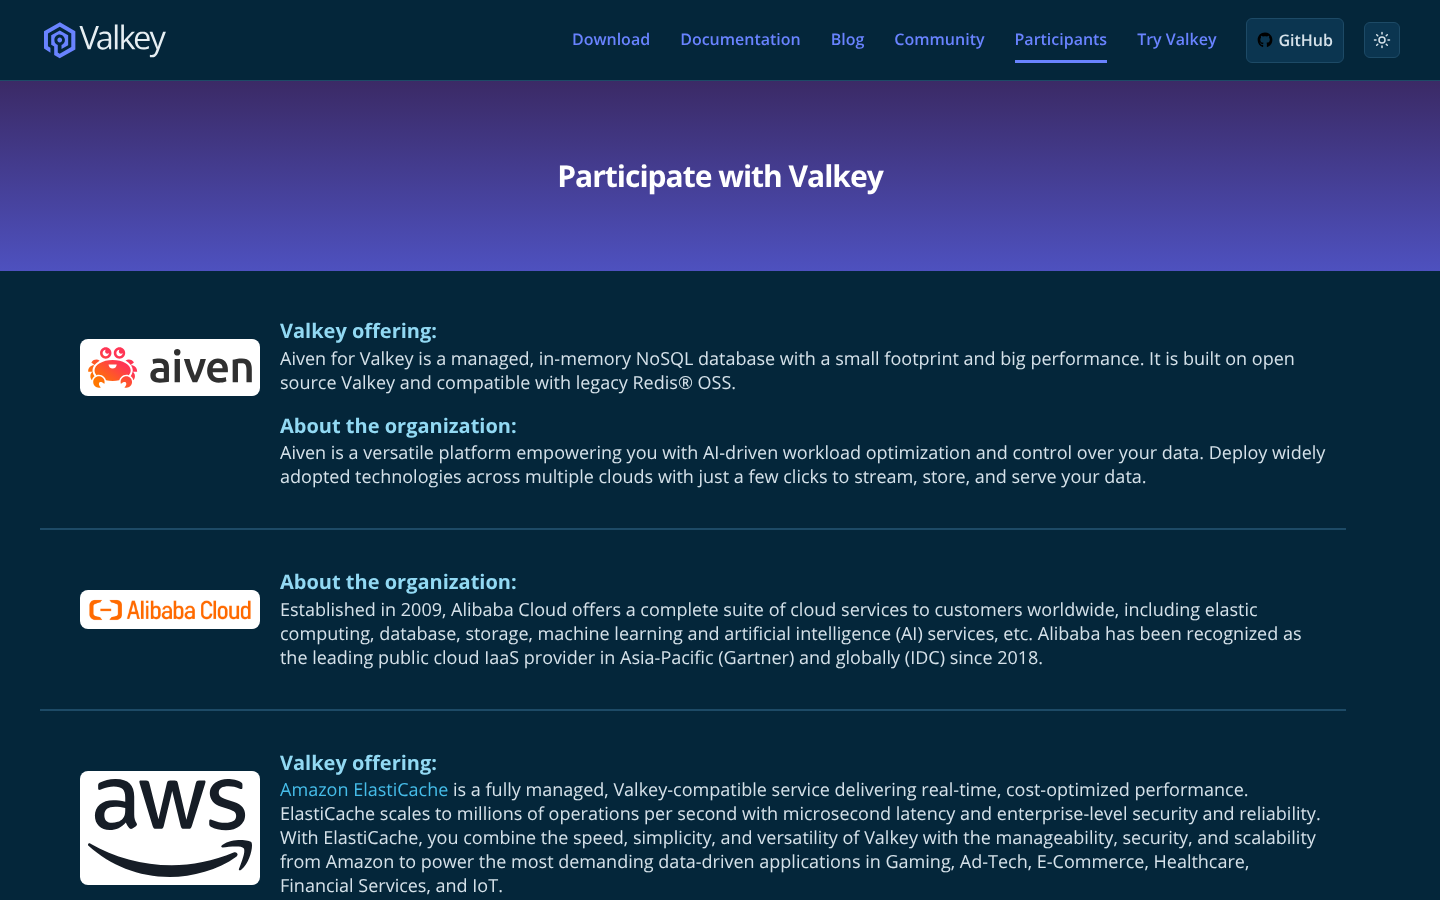 Valkey
Download
Documentation
Blog
Community
Participants
Try Valkey
GitHub
Participate with Valkey
aiven
Valkey offering:
Aiven for Valkey is a managed, in-memory NoSQL database with a small footprint and big performance. It is built on open
source Valkey and compatible with legacy Redis® OSS.
About the organization:
Aiven is a versatile platform empowering you with AI-driven workload optimization and control over your data. Deploy widely
adopted technologies across multiple clouds with just a few clicks to stream, store, and serve your data.
Alibaba Cloud
About the organization:
Established in 2009, Alibaba Cloud offers a complete suite of cloud services to customers worldwide, including elastic
computing, database, storage, machine learning and artificial intelligence (AI) services, etc. Alibaba has been recognized as
the leading public cloud IaaS provider in Asia-Pacific (Gartner) and globally (IDC) since 2018.
aws
Valkey offering:
Amazon ElastiCache is a fully managed, Valkey-compatible service delivering real-time, cost-optimized performance.
ElastiCache scales to millions of operations per second with microsecond latency and enterprise-level security and reliability.
With ElastiCache, you combine the speed, simplicity, and versatility of Valkey with the manageability, security, and scalability
from Amazon to power the most demanding data-driven applications in Gaming, Ad-Tech, E-Commerce, Healthcare,
Financial Services, and IoT.